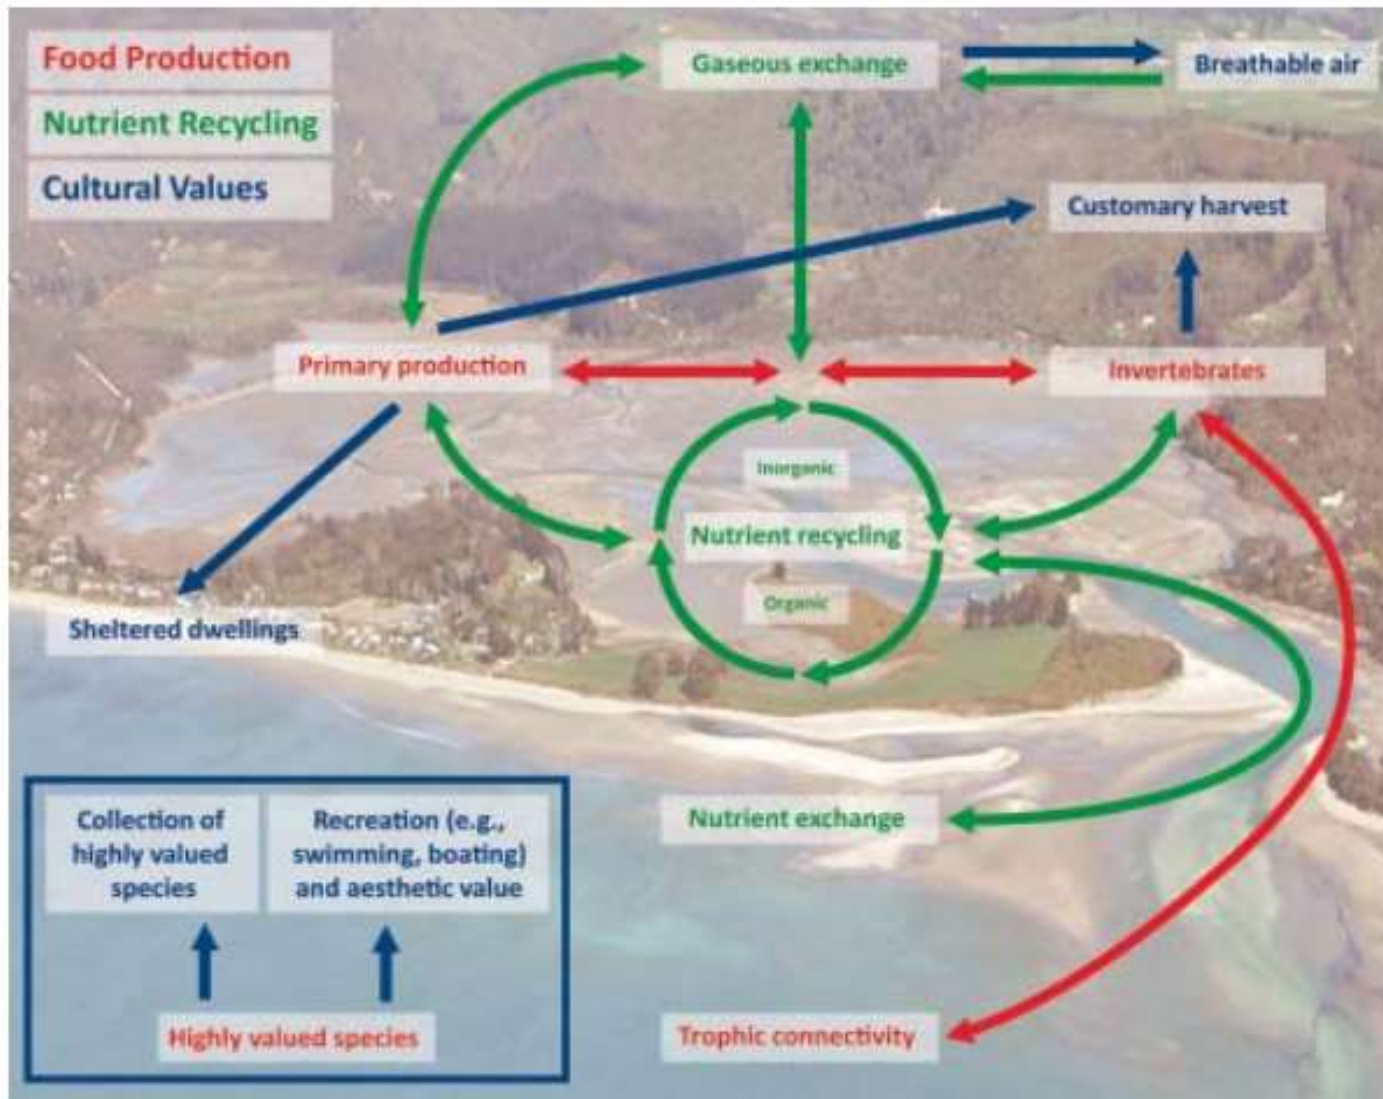 Food Production
Nutrient Recycling
Cultural Values
Gaseous exchange
Breathable air
Customary harvest
Primary production
Invertebrates
Inorganic
Nutrient recycling
Organic
Sheltered dwellings
Collection of
highly valued
species
Recreation (e.g.,
swimming, boating)
and aesthetic value
Highly valued species
Nutrient exchange
Trophic connectivity